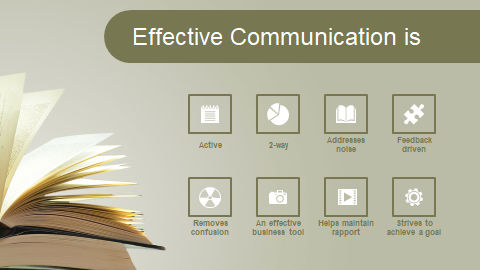 Effective Communication is
Active
2-way
Addresses
noise
Feedback
driven
Removes
confusion
An effective
business tool
Helps maintain
rapport
Strives to
achieve a goal